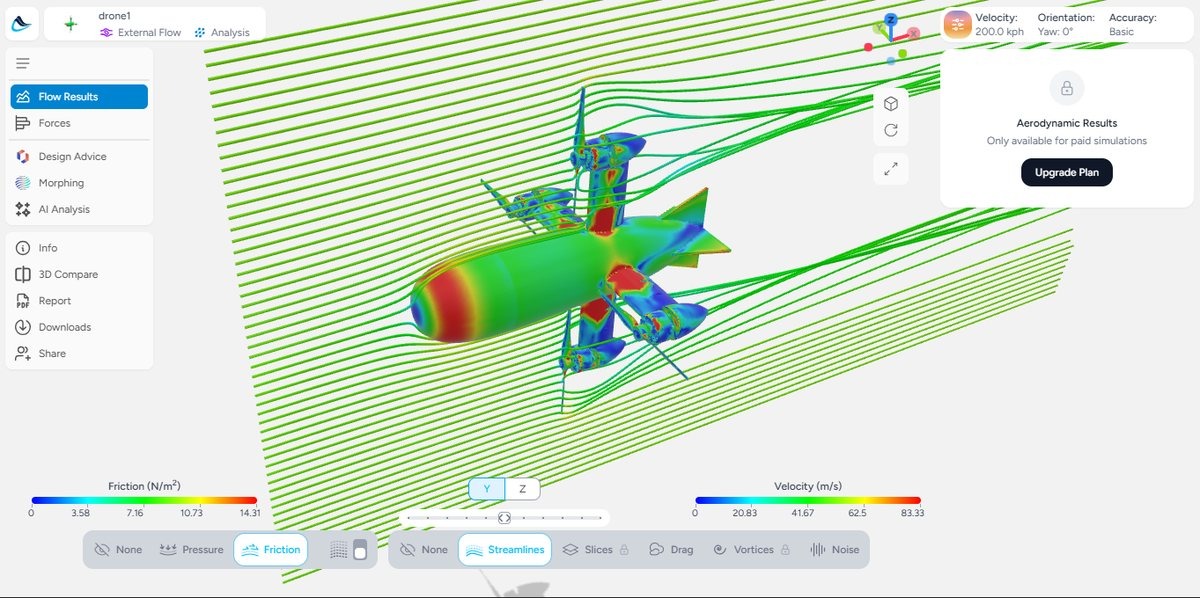 drone1
External Flow
Analysis
Velocity:
200.0 kph
Orientation:
Yaw: 0°
Accuracy:
Basic
Flow Results
Forces
Design Advice
Morphing
AI Analysis
Info
3D Compare
PDF
Report
Downloads
Share
Z
Y
X
Aerodynamic Results
Only available for paid simulations
Upgrade Plan
Friction (N/m²)
0 3.58 7.16 10.73 14.31
Y Z
Velocity (m/s)
0 20.83 41.67 62.5 83.33
None Pressure Friction
None Streamlines Slices Drag Vortices Noise